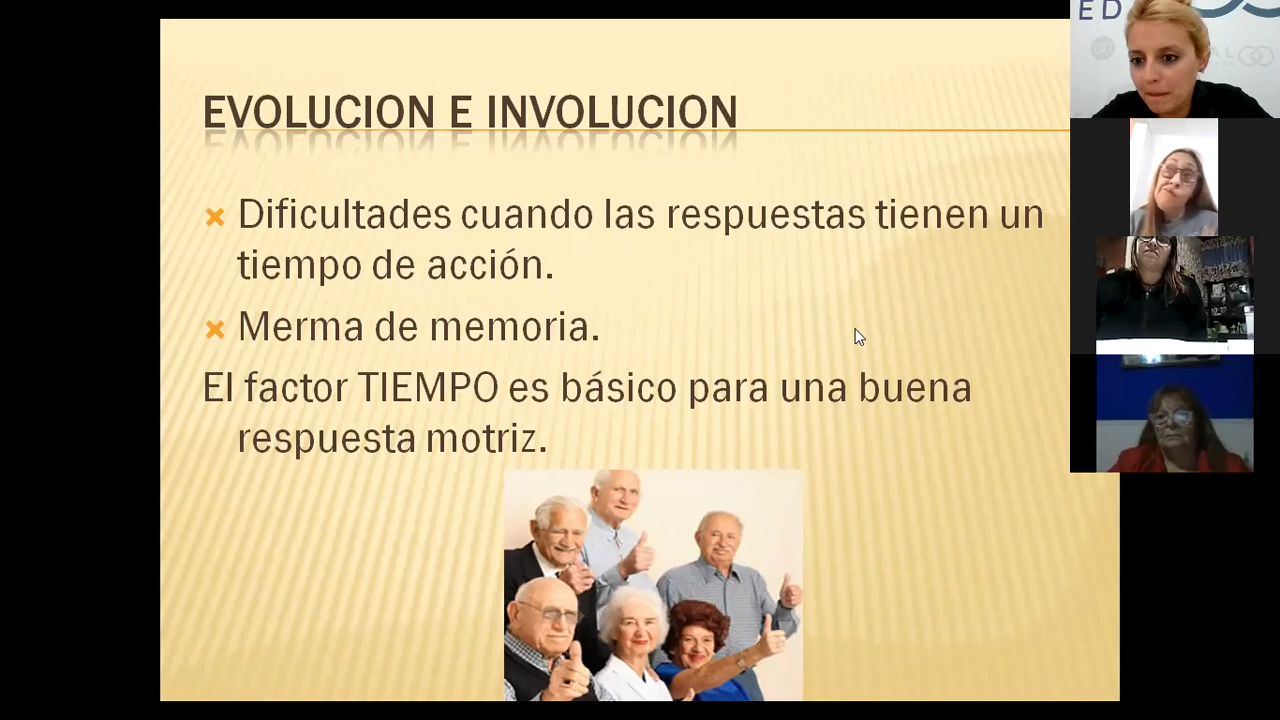 EVOLUCION E INVOLUCION
Dificultades cuando las respuestas tienen un
tiempo de acción.
Merma de memoria.
El factor TIEMPO es básico para una buena
respuesta motriz.
ED